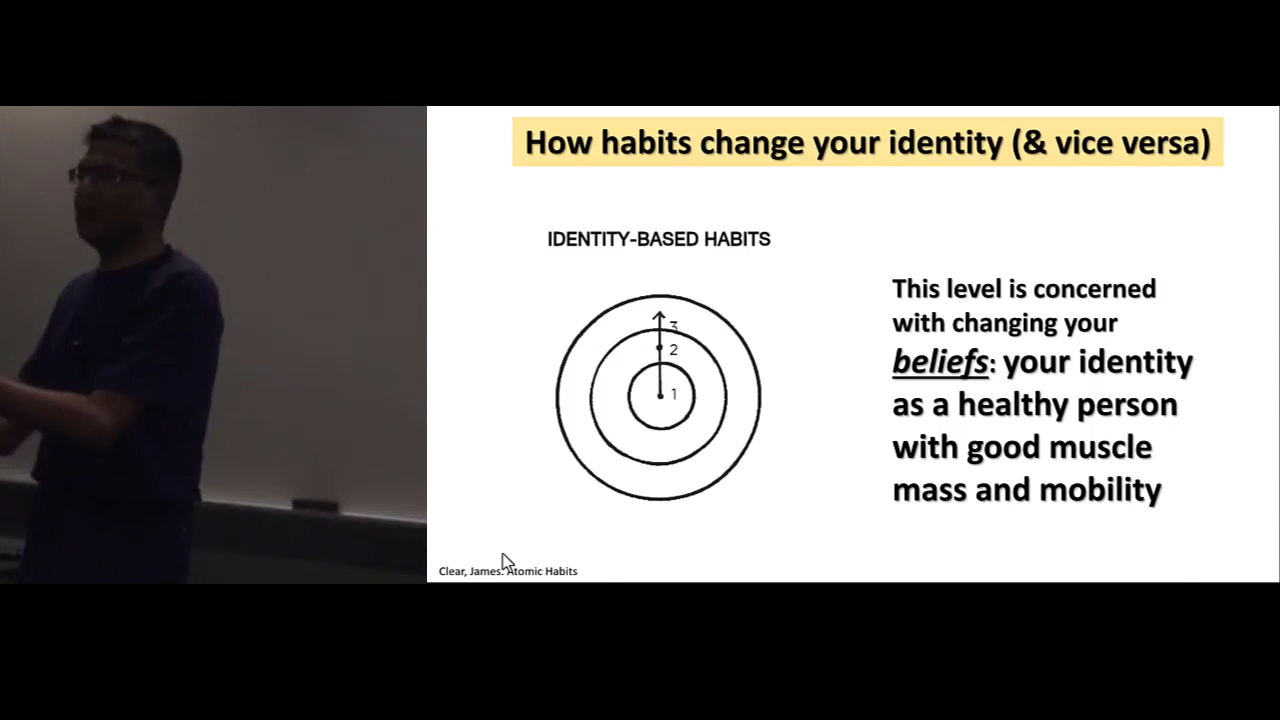 How habits change your identity (& vice versa)
IDENTITY-BASED HABITS
3
2
1
This level is concerned
with changing your
beliefs: your identity
as a healthy person
with good muscle
mass and mobility
Clear, James. Atomic Habits